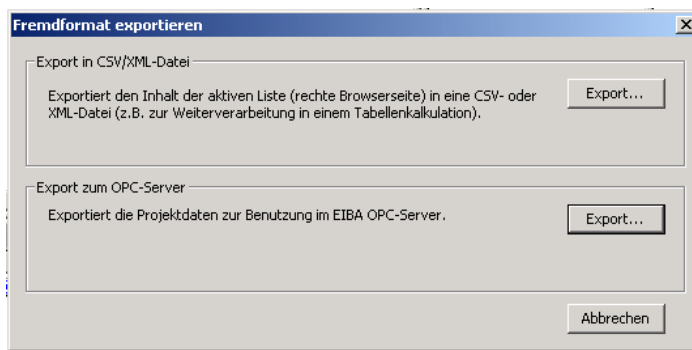 Fremdformat exportieren
Export in CSV/XML-Datei
Exportiert den Inhalt der aktiven Liste (rechte Browserseite) in eine CSV- oder
XML-Datei (z.B. zur Weiterverarbeitung in einem Tabellenkalkulation).
Export...
Export zum OPC-Server
Exportiert die Projektdaten zur Benutzung im EIBA OPC-Server.
Export...
Abbrechen